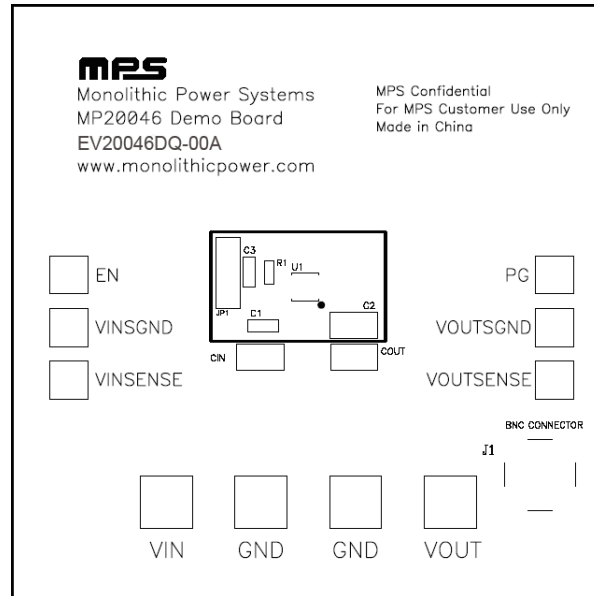 mps
Monolithic Power Systems
MP20046 Demo Board
EV20046DQ-00A
www.monolithicpower.com
MPS Confidential
For MPS Customer Use Only
Made in China
C3
R1
U1
JP1
C1
C2
CIN
COUT
EN
VINSGND
VINSENSE
PG
VOUTSGND
VOUTSENSE
BNC CONNECTOR
J1
VIN
GND
GND
VOUT